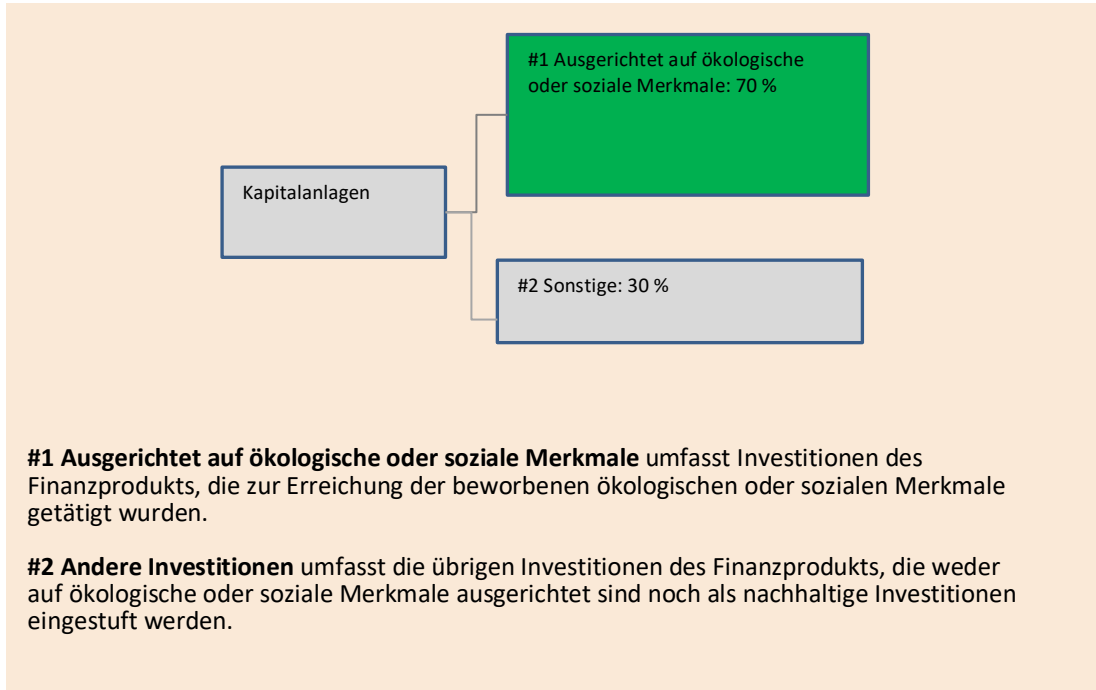 #1 Ausgerichtet auf ökologische
oder soziale Merkmale: 70 %
Kapitalanlagen
#2 Sonstige: 30 %
#1 Ausgerichtet auf ökologische oder soziale Merkmale umfasst Investitionen des
Finanzprodukts, die zur Erreichung der beworbenen ökologischen oder sozialen Merkmale
getätigt wurden.
#2 Andere Investitionen umfasst die übrigen Investitionen des Finanzprodukts, die weder
auf ökologische oder soziale Merkmale ausgerichtet sind noch als nachhaltige Investitionen
eingestuft werden.